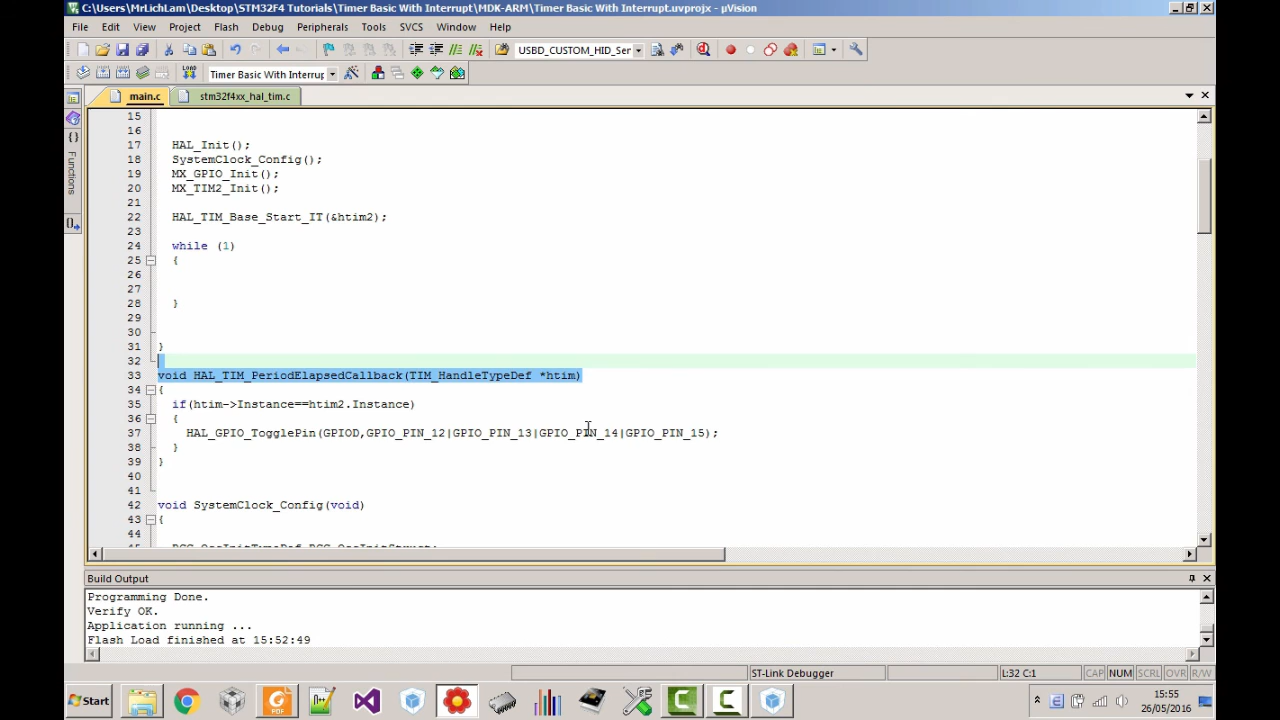 C:\Users\MrLichLam\Desktop\STM32F4 Tutorials\Timer Basic With Interrupt\MDK-ARM\Timer Basic With Interrupt.uvprojx - µVision
File Edit View Project Flash Debug Peripherals Tools SVCS Window Help
USBD_CUSTOM_HID_Ser
LOAD Timer Basic With Interrup
main.c stm32f4xx_hal_tim.c
Functions
15
16
17 HAL_Init();
18 SystemClock_Config();
19 MX_GPIO_Init();
20 MX_TIM2_Init();
21
22 HAL_TIM_Base_Start_IT(&htim2);
23
24 while (1)
25 {
26
27
28 }
29
30
31 }
32
33 void HAL_TIM_PeriodElapsedCallback(TIM_HandleTypeDef *htim)
34 {
35 if(htim->Instance==htim2.Instance)
36 {
37 HAL_GPIO_TogglePin(GPIOD,GPIO_PIN_12|GPIO_PIN_13|GPIO_PIN_14|GPIO_PIN_15);
38 }
39 }
40
41
42 void SystemClock_Config(void)
43 {
44
Build Output
Programming Done.
Verify OK.
Application running ...
Flash Load finished at 15:52:49
ST-Link Debugger L:32 C:1 CAP NUM SCRL OVR R/W
Start 15:55
26/05/2016